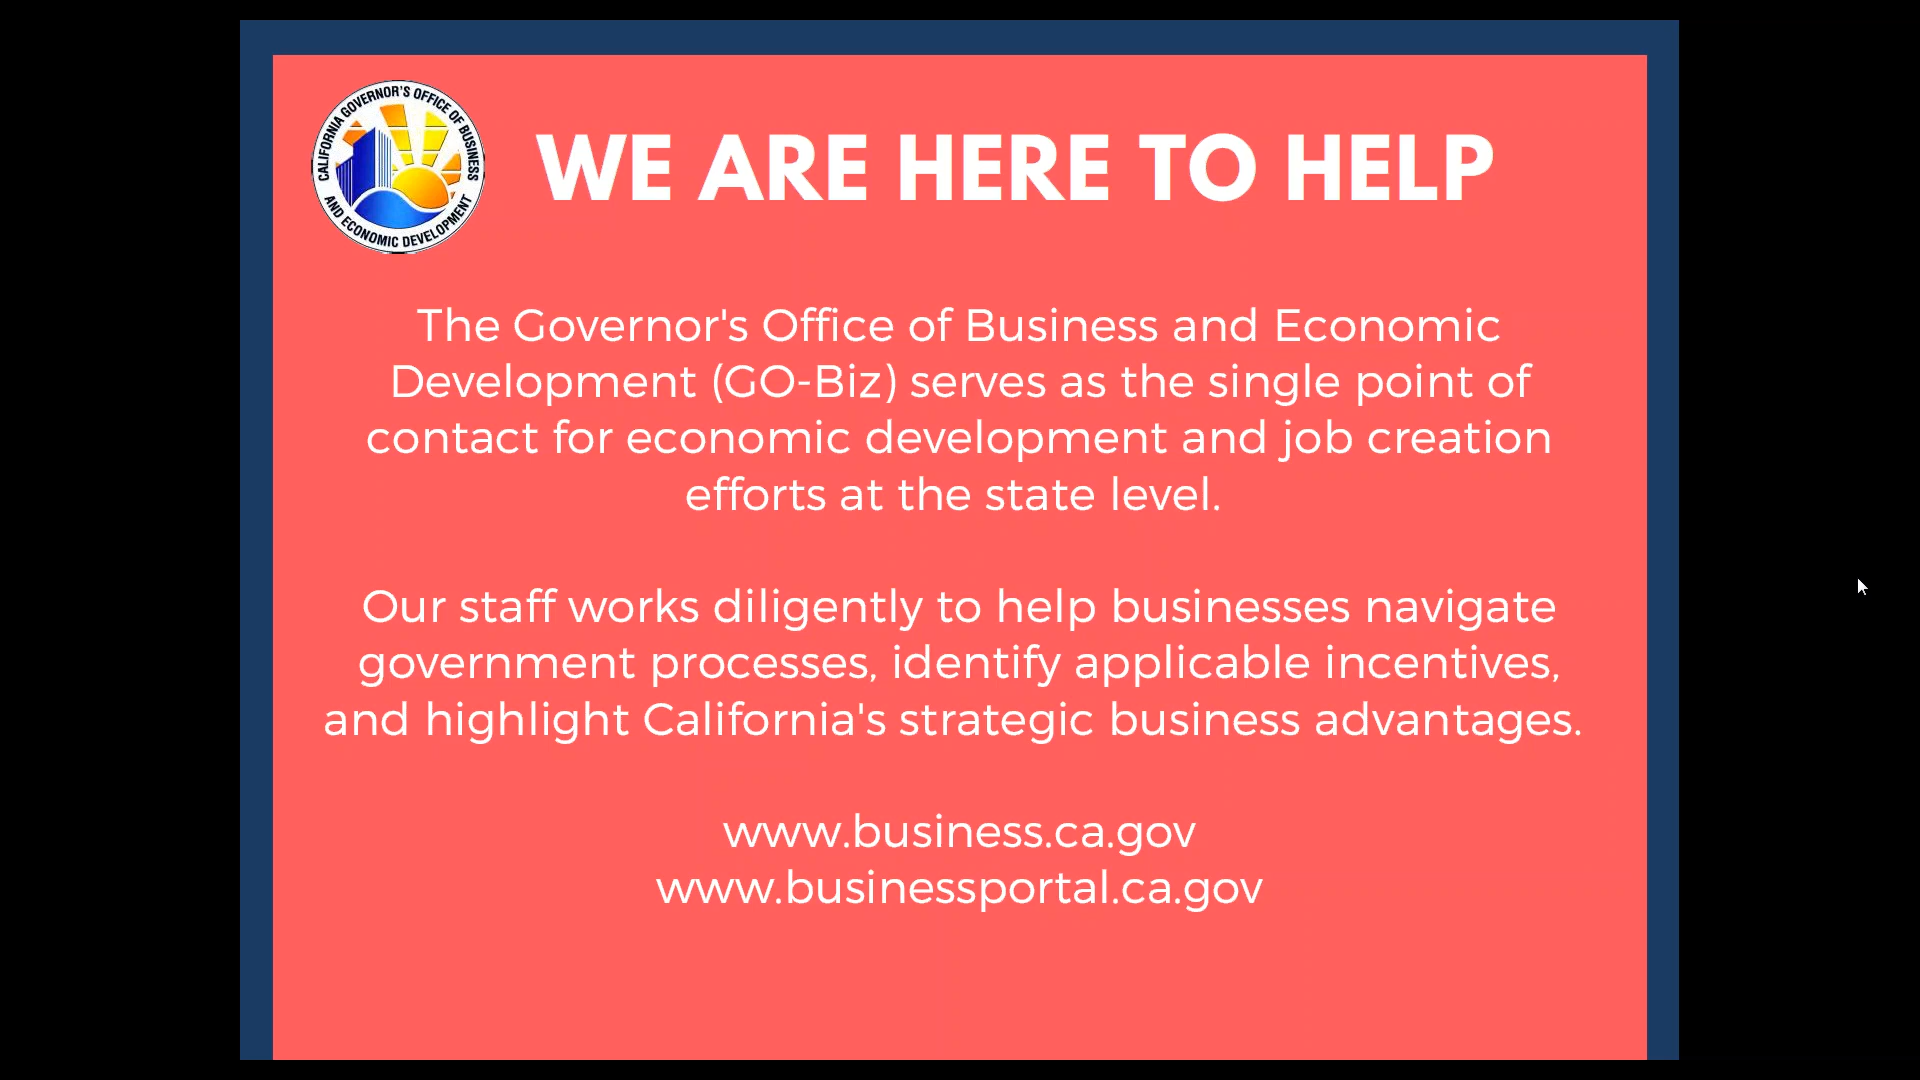 CALIFORNIA GOVERNOR'S OFFICE OF BUSINESS
AND ECONOMIC DEVELOPMENT
WE ARE HERE TO HELP
The Governor's Office of Business and Economic
Development (GO-Biz) serves as the single point of
contact for economic development and job creation
efforts at the state level.
Our staff works diligently to help businesses navigate
government processes, identify applicable incentives,
and highlight California's strategic business advantages.
www.business.ca.gov
www.businessportal.ca.gov